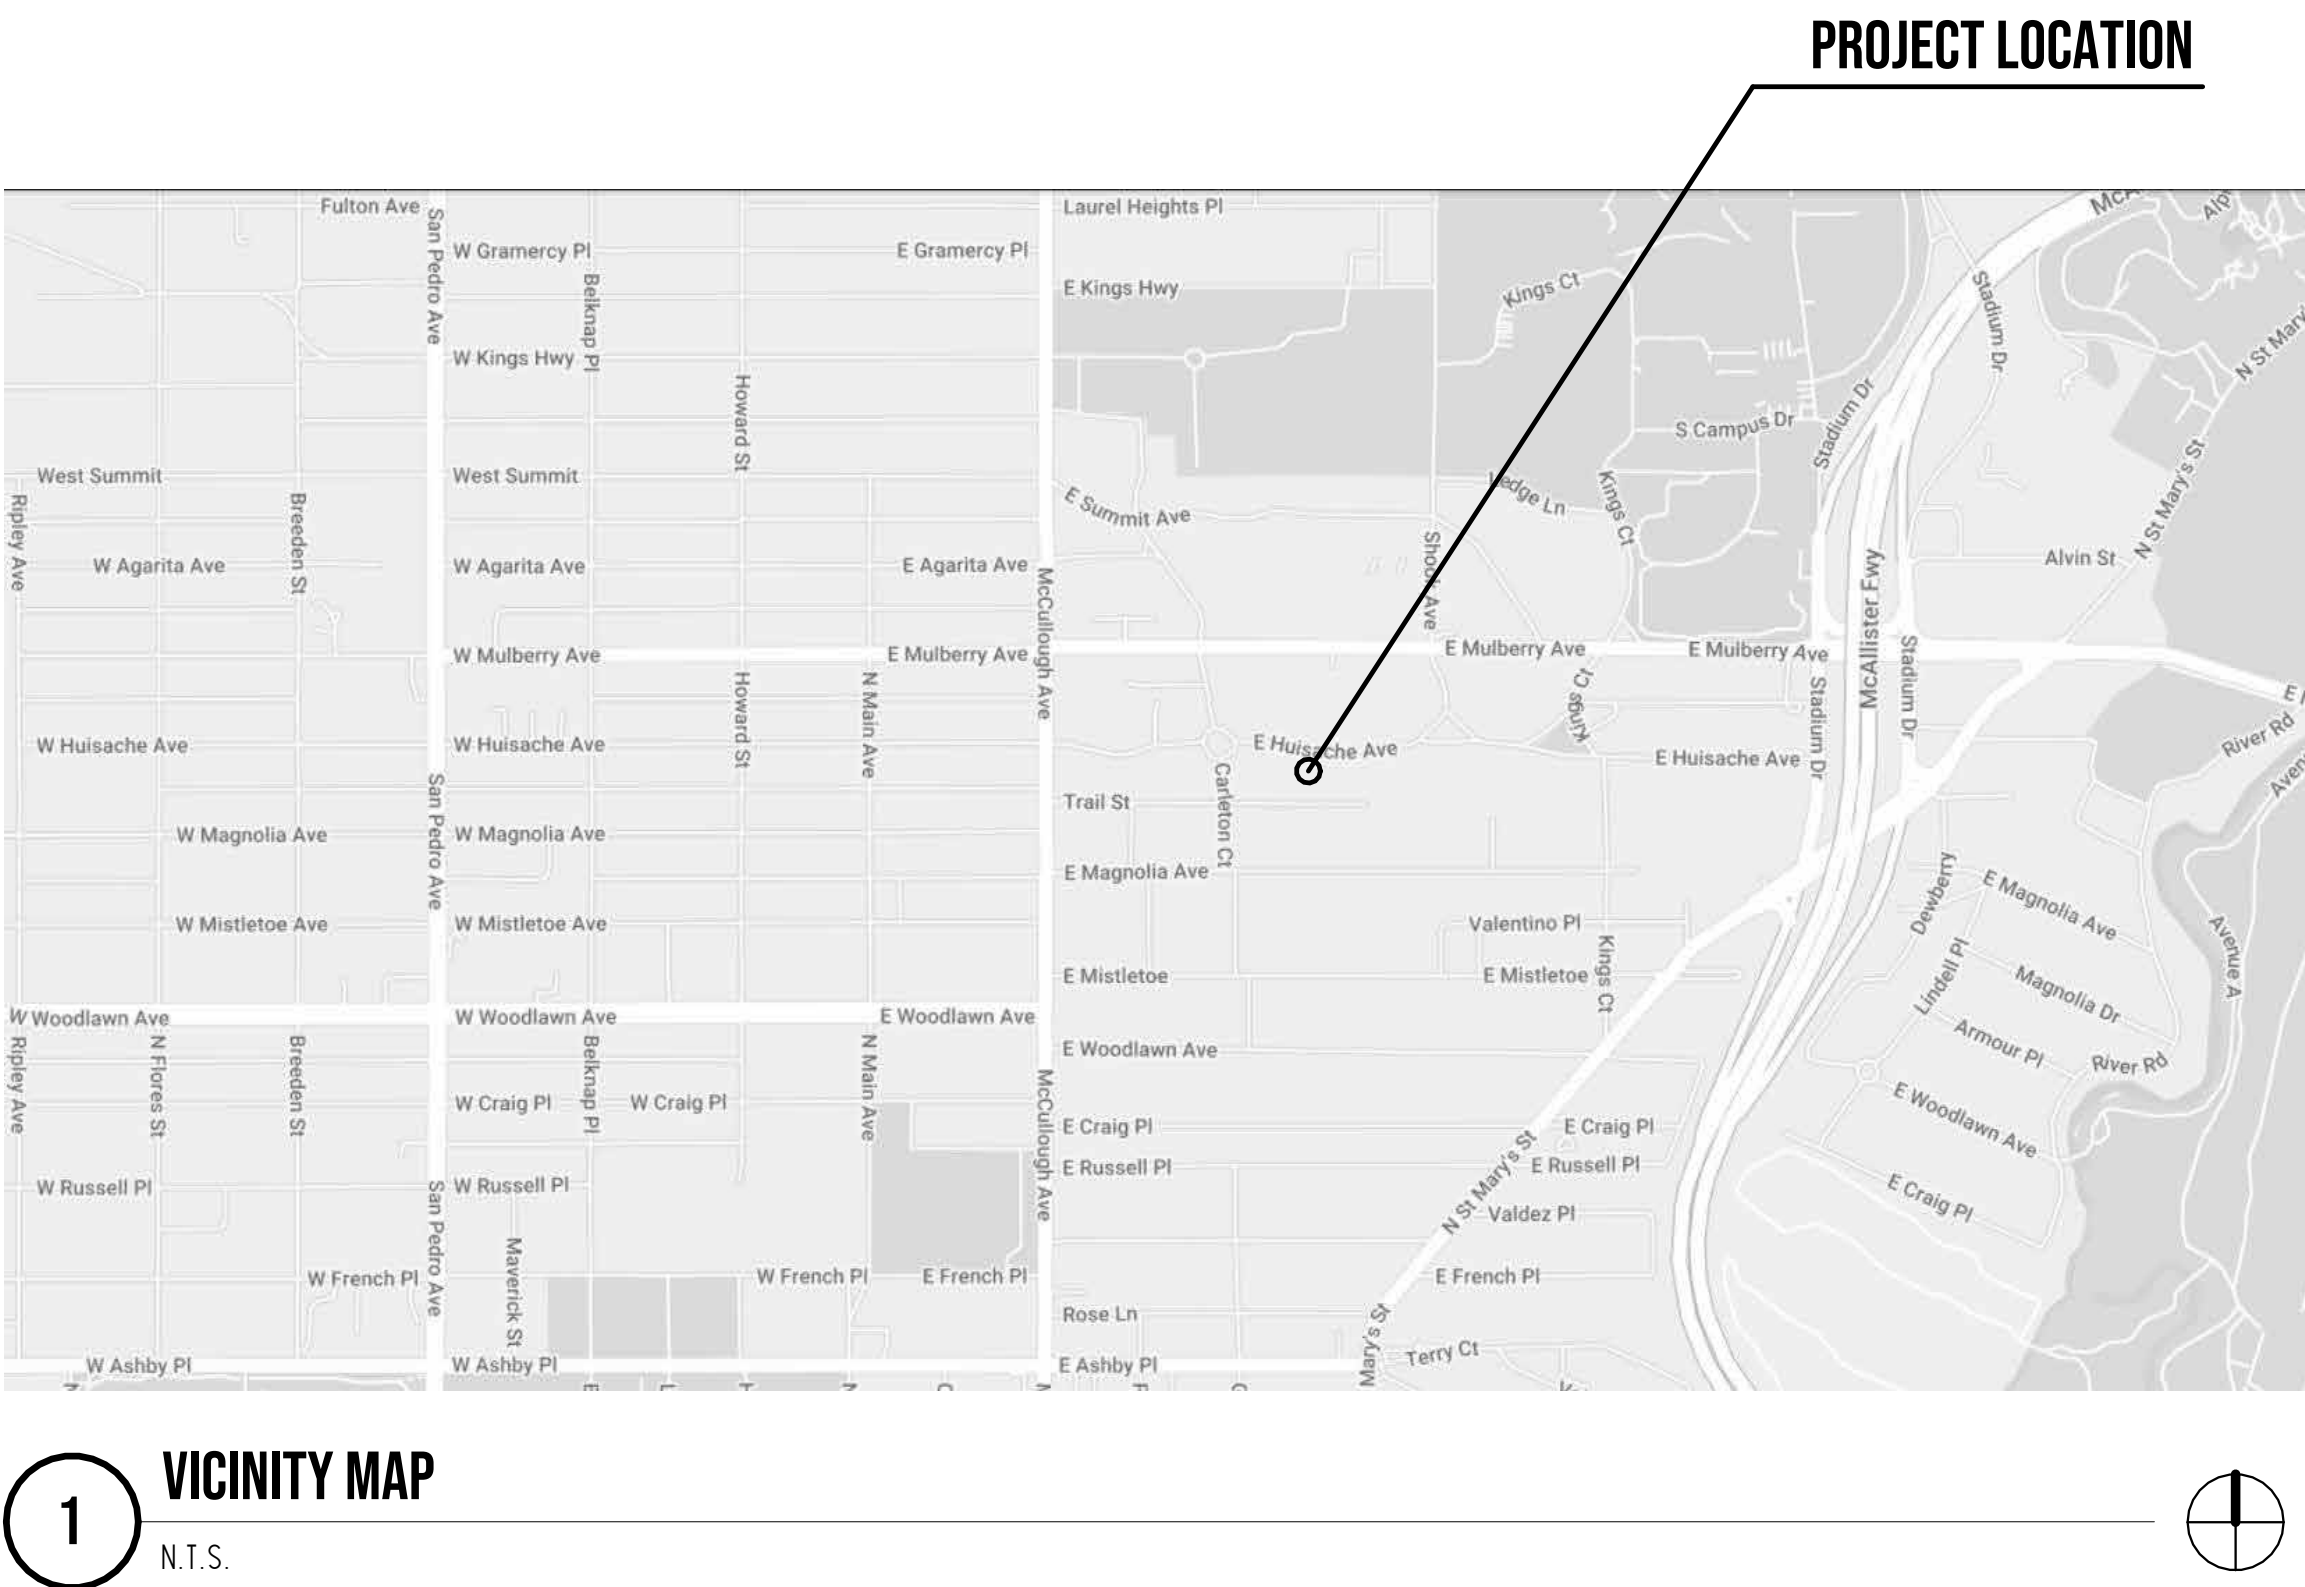 PROJECT LOCATION
Fulton Ave
San Pedro Ave
W Gramercy Pl
E Gramercy Pl
Laurel Heights Pl
E Kings Hwy
Kings Ct
Stadium Dr
N St Mary's
Belknap Pl
W Kings Hwy
Howard St
S Campus Dr
Stadium Dr
West Summit
West Summit
E Summit Ave
Ledge Ln
Kings Ct
N St Mary's St
Ripley Ave
Breeden St
W Agarita Ave
W Agarita Ave
E Agarita Ave
McCullough Ave
Shook Ave
McAllister Fwy
Alvin St
W Mulberry Ave
E Mulberry Ave
E Mulberry Ave
E Mulberry Ave
Stadium Dr
Howard St
N Main Ave
Kings Ct
Stadium Dr
River Rd
W Huisache Ave
W Huisache Ave
E Huisache Ave
E Huisache Ave
San Pedro Ave
Carleton Ct
Trail St
W Magnolia Ave
W Magnolia Ave
E Magnolia Ave
Dewberry
E Magnolia Ave
W Mistletoe Ave
W Mistletoe Ave
Valentino Pl
Kings Ct
Lindell Pl
Avenue A
E Mistletoe
E Mistletoe
Magnolia Dr
W Woodlawn Ave
W Woodlawn Ave
E Woodlawn Ave
E Woodlawn Ave
Armour Pl
River Rd
Ripley Ave
N Flores St
Breeden St
Belknap Pl
N Main Ave
McCullough Ave
W Craig Pl
W Craig Pl
E Craig Pl
E Craig Pl
E Woodlawn Ave
W Russell Pl
W Russell Pl
E Russell Pl
E Russell Pl
N St Mary's St
E Craig Pl
San Pedro Ave
Valdez Pl
Maverick St
W French Pl
W French Pl
E French Pl
E French Pl
Rose Ln
Mary's St
Terry Ct
W Ashby Pl
W Ashby Pl
E Ashby Pl
1
VICINITY MAP
N.T.S.